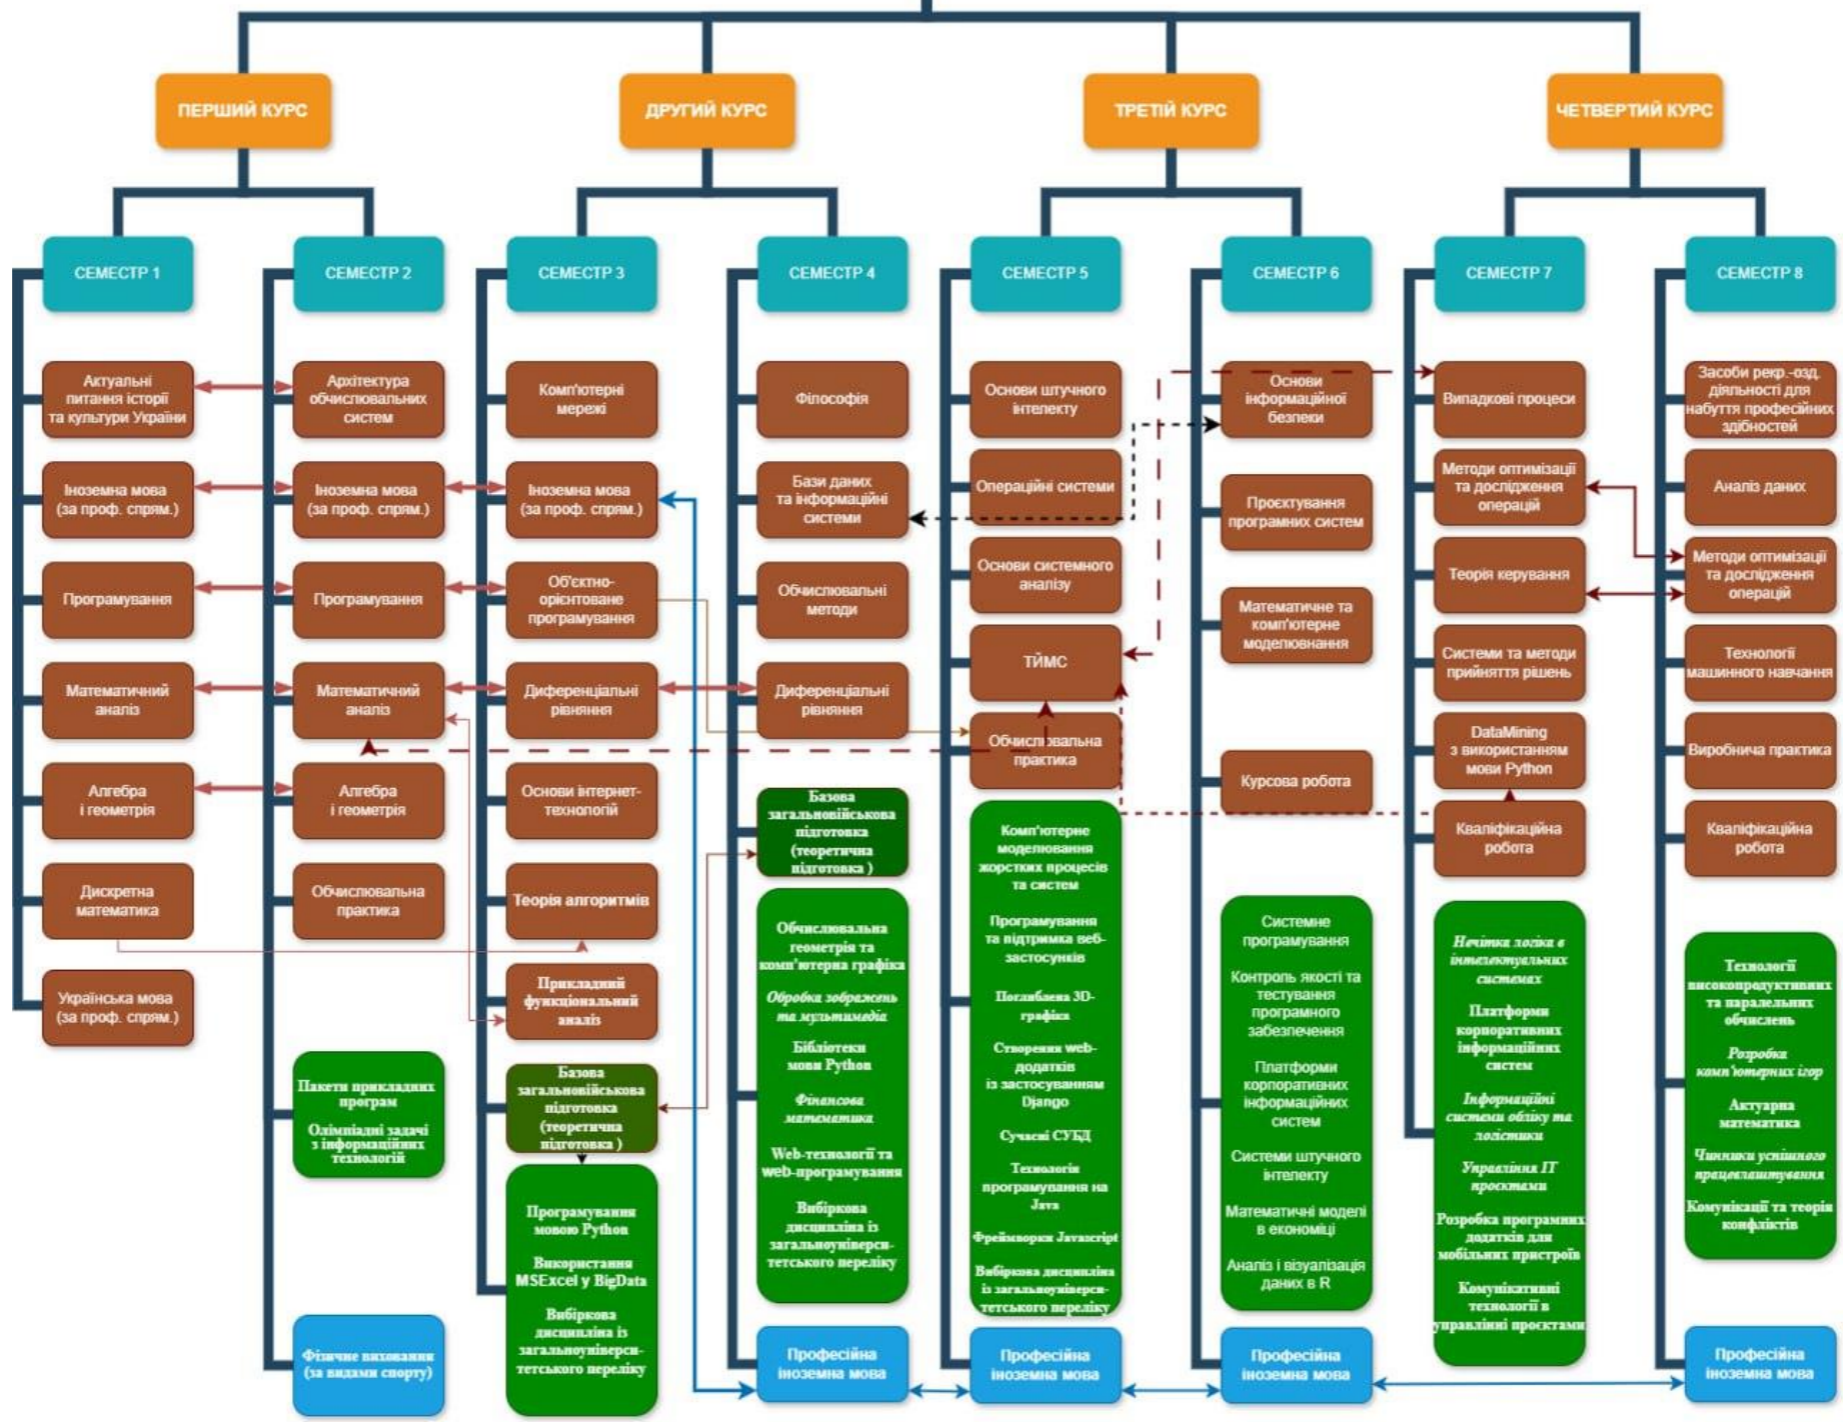 ПЕРШИЙ КУРС
ДРУГИЙ КУРС
ТРЕТІЙ КУРС
ЧЕТВЕРТИЙ КУРС
СЕМЕСТР 1
СЕМЕСТР 2
СЕМЕСТР 3
СЕМЕСТР 4
СЕМЕСТР 5
СЕМЕСТР 6
СЕМЕСТР 7
СЕМЕСТР 8
Актуальні
питання історії
та культури України
Іноземна мова
(за проф. спрям.)
Програмування
Математичний
аналіз
Алгебра
і геометрія
Дискретна
математика
Українська мова
(за проф. спрям.)
Архітектура
обчислювальних
систем
Іноземна мова
(за проф. спрям.)
Програмування
Математичний
аналіз
Алгебра
і геометрія
Обчислювальна
практика
Пакети прикладних
програм
Олімпіадні задачі
з інформаційних
технологій
Фізичне виховання
(за видами спорту)
Комп'ютерні
мережі
Іноземна мова
(за проф. спрям.)
Об'єктно-
орієнтоване
програмування
Диференціальні
рівняння
Основи інтернет-
технологій
Теорія алгоритмів
Прикладний
функціональний
аналіз
Базова
загальновійськова
підготовка
(теоретична
підготовка )
Програмування
мовою Python
Використання
MSExcel у BigData
Вибіркова
дисципліна із
загальноуніверси-
тетського переліку
Філософія
Бази даних
та інформаційні
системи
Обчислювальні
методи
Диференціальні
рівняння
Базова
загальновійськова
підготовка
(теоретична
підготовка )
Обчислювальна
геометрія та
комп'ютерна графіка
Обробка зображень
та мультимедіа
Бібліотеки
мови Python
Фінансова
математика
Web-технології та
web-програмування
Вибіркова
дисципліна із
загальноуніверси-
тетського переліку
Професійна
іноземна мова
Основи штучного
інтелекту
Операційні системи
Основи системного
аналізу
ТЙМС
Обчислювальна
практика
Комп'ютерне
моделювання
жорстких процесів
та систем
Програмування
та підтримка веб-
застосунків
Поглиблена 3D-
графіка
Створення web-
додатків
із застосуванням
Django
Сучасні СУБД
Технологія
програмування на
Java
Фреймворки Javascript
Вибіркова дисципліна
із загальноуніверси-
тетського переліку
Професійна
іноземна мова
Основи
інформаційної
безпеки
Проєктування
програмних систем
Математичне та
комп'ютерне
моделювнання
Курсова робота
Системне
програмування
Контроль якості та
тестування
програмного
забезпечення
Платформи
корпоративних
інформаційних
систем
Системи штучного
інтелекту
Математичні моделі
в економіці
Аналіз і візуалізація
даних в R
Професійна
іноземна мова
Випадкові процеси
Методи оптимізації
та дослідження
операцій
Теорія керування
Системи та методи
прийняття рішень
DataMining
з використанням
мови Python
Кваліфікаційна
робота
Нечітка логіка в
інтелектуальних
системах
Платформи
корпоративних
інформаційних
систем
Інформаційні
системи обліку та
логістики
Управління ІТ
проєктами
Розробка програмних
додатків для
мобільних пристроїв
Комунікативні
технології в
управлінні проєктами
Засоби рекр.-озд.
діяльності для
набуття професійних
здібностей
Аналіз даних
Методи оптимізації
та дослідження
операцій
Технології
машинного навчання
Виробнича практика
Кваліфікаційна
робота
Технології
високопродуктивних
та паралельних
обчислень
Розробка
комп'ютерних ігор
Актуарна
математика
Чинники успішного
працевлаштування
Комунікації та теорія
конфліктів
Професійна
іноземна мова